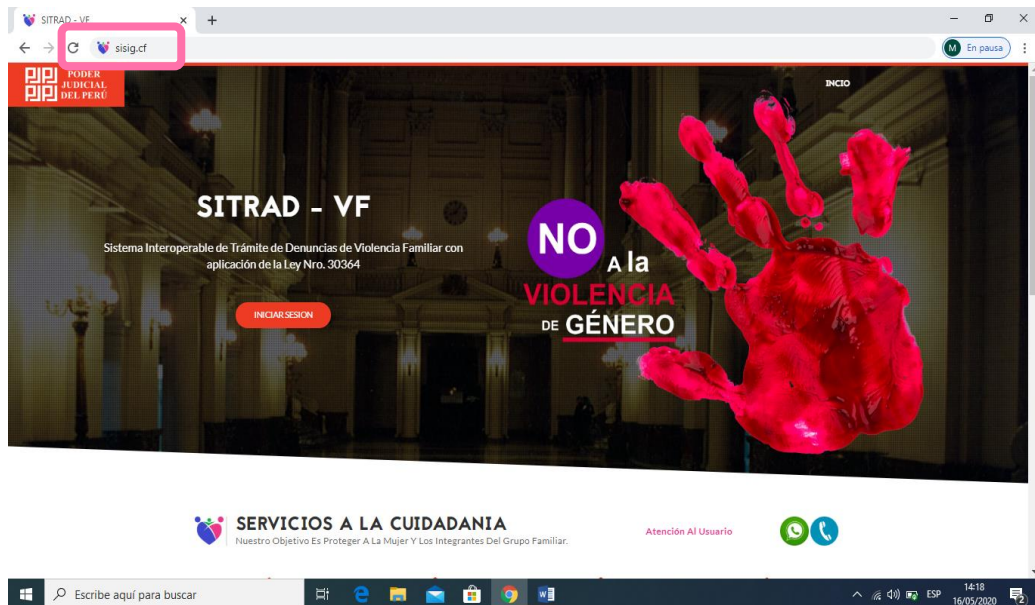 SITRAD - VF
sisig.cf
M En pausa
PODER
JUDICIAL
DEL PERÚ
INCIO
SITRAD - VF
Sistema Interoperable de Trámite de Denuncias de Violencia Familiar con
aplicación de la Ley Nro. 30364
INICIAR SESION
NO
A la
VIOLENCIA
DE GÉNERO
SERVICIOS A LA CUIDADANIA
Nuestro Objetivo Es Proteger A La Mujer Y Los Integrantes Del Grupo Familiar.
Atención Al Usuario
Escribe aquí para buscar
ESP
14:18
16/05/2020
2